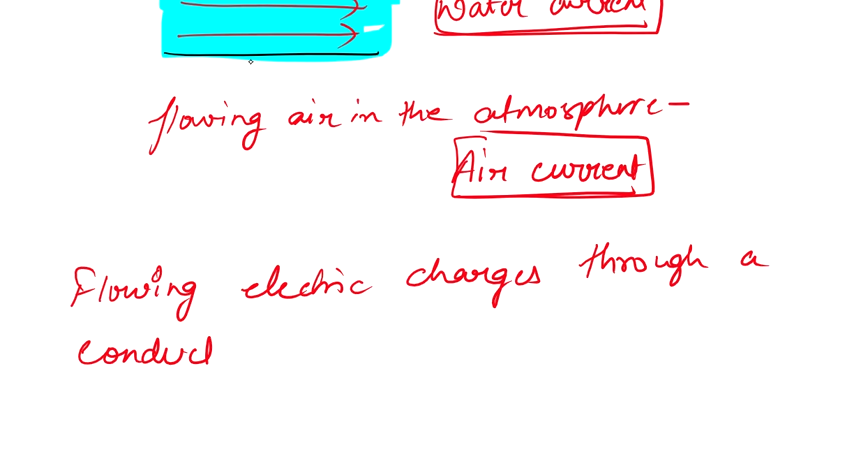 Water current
flowing air in the atmosphere -
Air current
Flowing electric charges through a
conduct